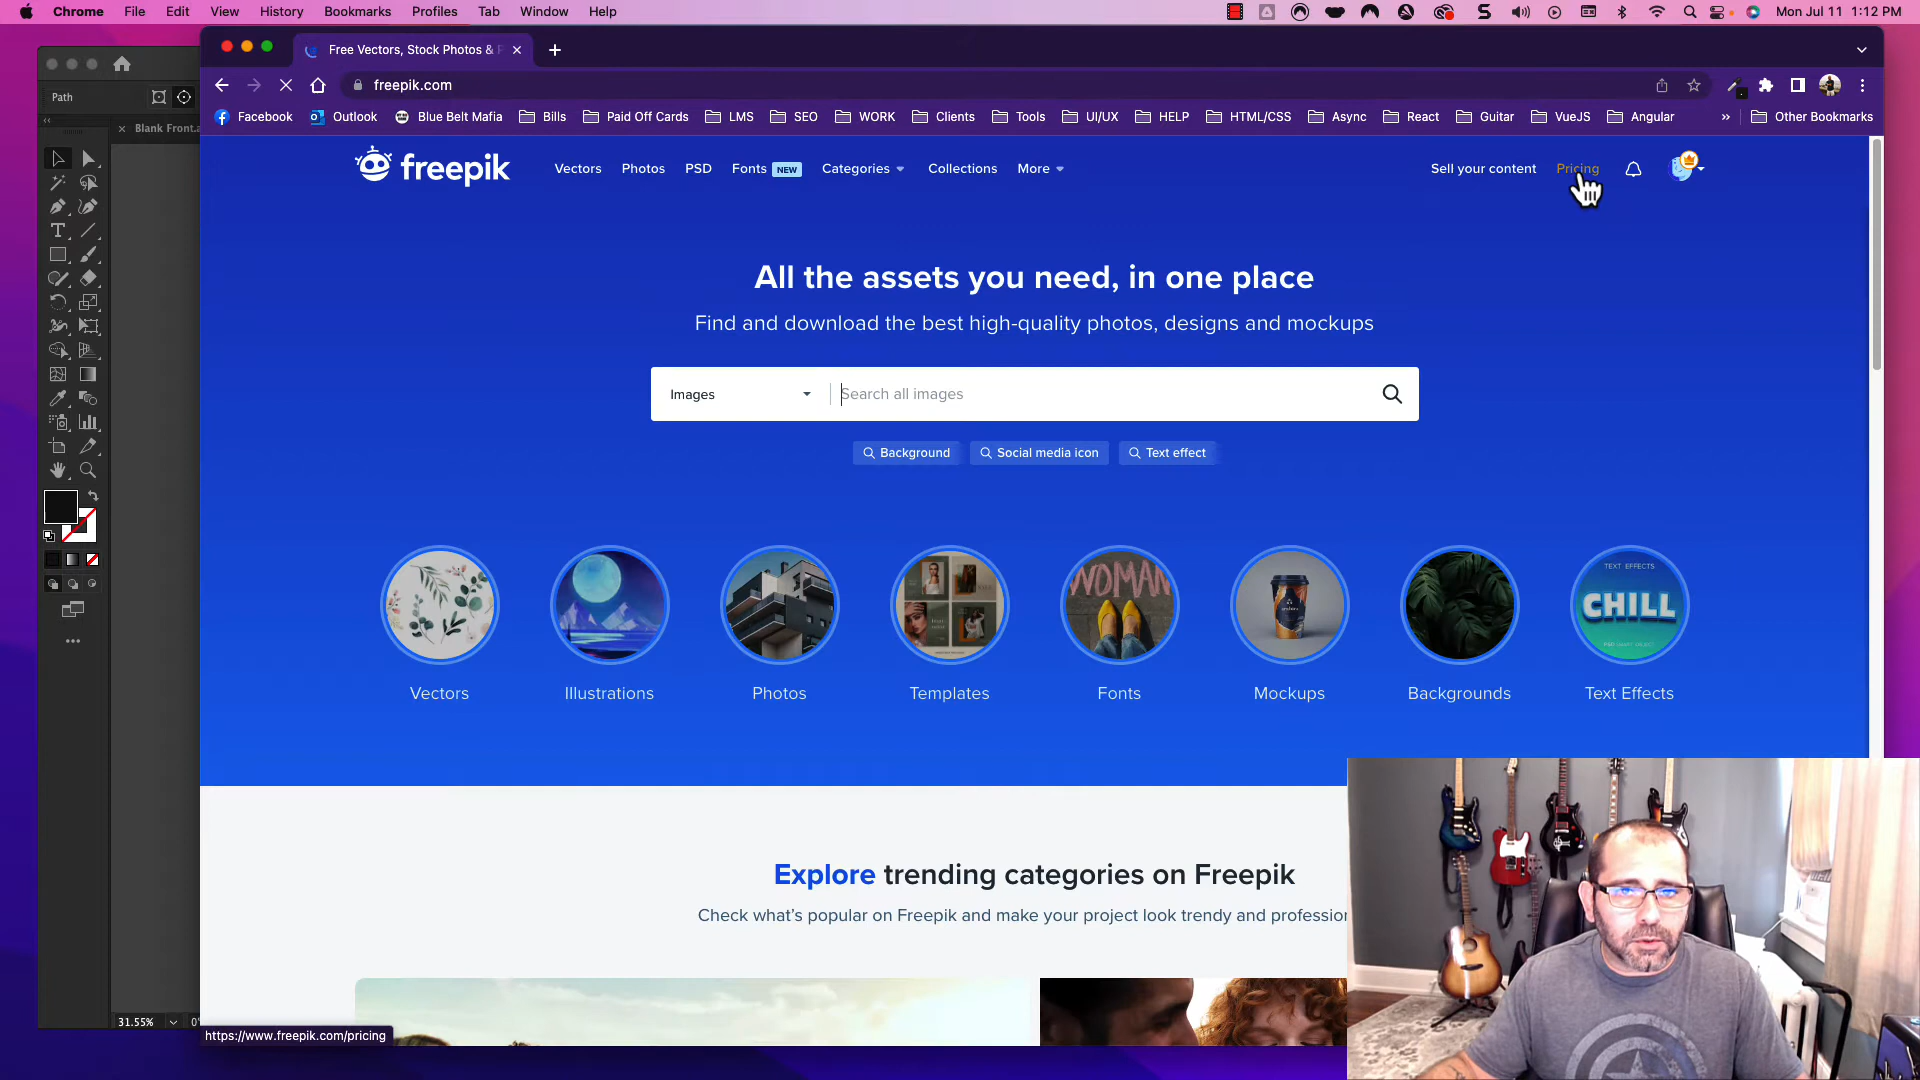 Chrome File Edit View History Bookmarks Profiles Tab Window Help Mon Jul 11 1:12 PM
Free Vectors, Stock Photos & P
Path
freepik.com
Facebook Outlook Blue Belt Mafia Bills Paid Off Cards LMS SEO WORK Clients Tools UI/UX HELP HTML/CSS Async React Guitar VueJS Angular » Other Bookmarks
Blank Front.a
freepik Vectors Photos PSD Fonts NEW Categories Collections More Sell your content Pricing
All the assets you need, in one place
Find and download the best high-quality photos, designs and mockups
Images Search all images
Background Social media icon Text effect
WOMAN
TEXT EFFECTS
CHILL
Vectors Illustrations Photos Templates Fonts Mockups Backgrounds Text Effects
Explore trending categories on Freepik
Check what's popular on Freepik and make your project look trendy and profession
31.55%
https://www.freepik.com/pricing